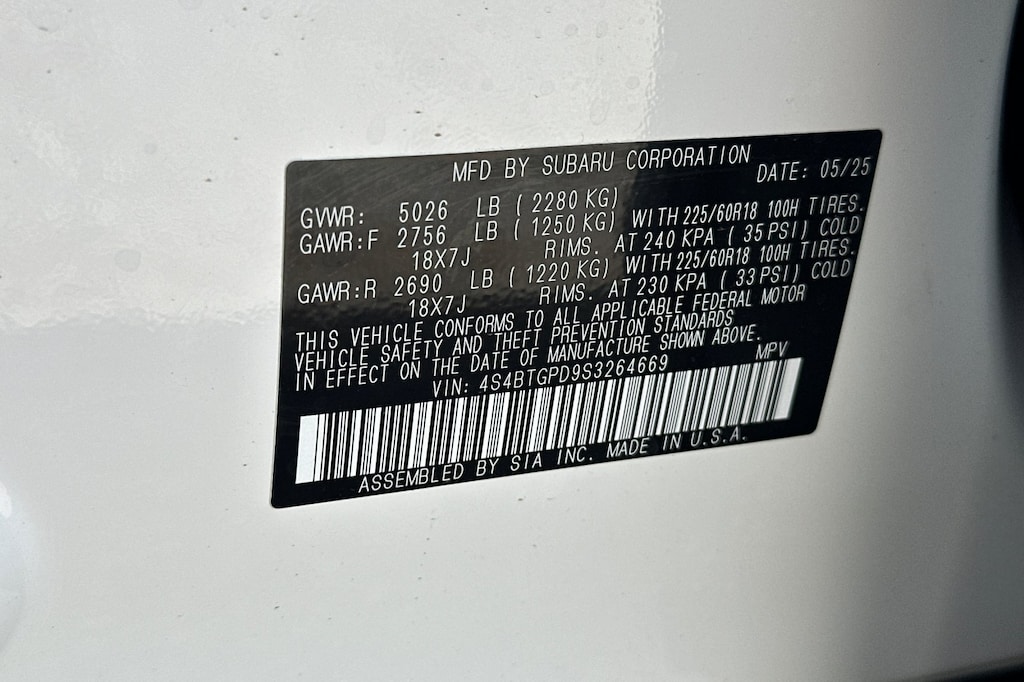 MFD BY SUBARU CORPORATION DATE: 05/25
GVWR: 5026 LB ( 2280 KG)
GAWR:F 2756 LB ( 1250 KG) WITH 225/60R18 100H TIRES.
18X7J RIMS. AT 240 KPA ( 35 PSI) COLD
GAWR:R 2690 LB ( 1220 KG) WITH 225/60R18 100H TIRES.
18X7J RIMS. AT 230 KPA ( 33 PSI) COLD
THIS VEHICLE CONFORMS TO ALL APPLICABLE FEDERAL MOTOR
VEHICLE SAFETY AND THEFT PREVENTION STANDARDS
IN EFFECT ON THE DATE OF MANUFACTURE SHOWN ABOVE.
VIN: 4S4BTGPD9S3264669 MPV
ASSEMBLED BY SIA INC. MADE IN U.S.A.